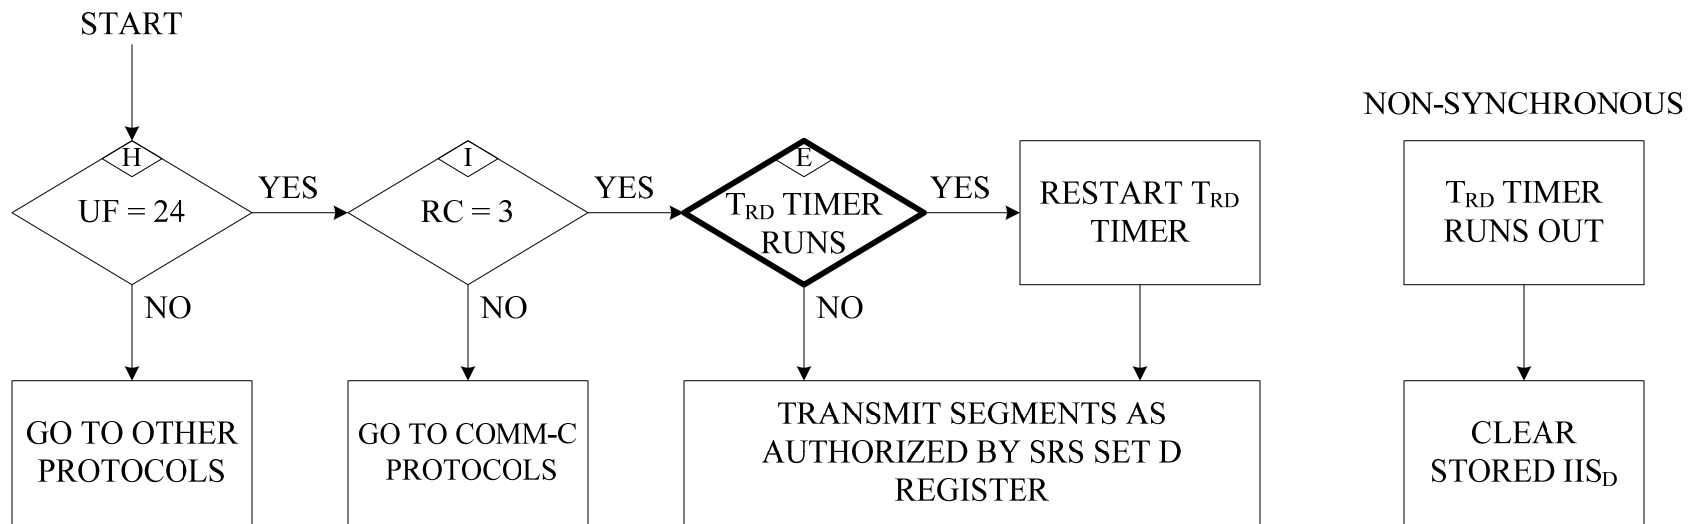 START
NON-SYNCHRONOUS
H
UF = 24
YES
NO
I
RC = 3
YES
NO
E
TRD TIMER
RUNS
YES
NO
RESTART TRD
TIMER
TRD TIMER
RUNS OUT
GO TO OTHER
PROTOCOLS
GO TO COMM-C
PROTOCOLS
TRANSMIT SEGMENTS AS
AUTHORIZED BY SRS SET D
REGISTER
CLEAR
STORED IISD